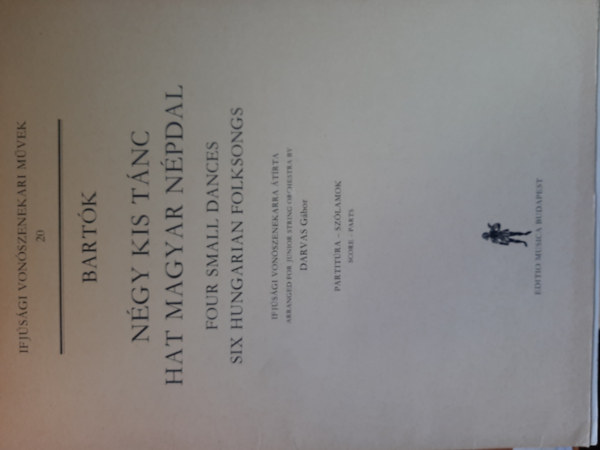 IFJÚSÁGI VONÓSZENEKARI MŰVEK
20
BARTÓK
NÉGY KIS TÁNC
HAT MAGYAR NÉPDAL
FOUR SMALL DANCES
SIX HUNGARIAN FOLKSONGS
IFJÚSÁGI VONÓSZENEKARRA ÁTÍRTA
ARRANGED FOR JUNIOR STRING ORCHESTRA BY
DARVAS Gábor
PARTITÚRA – SZÓLAMOK
SCORE – PARTS
EDITIO MUSICA BUDAPEST